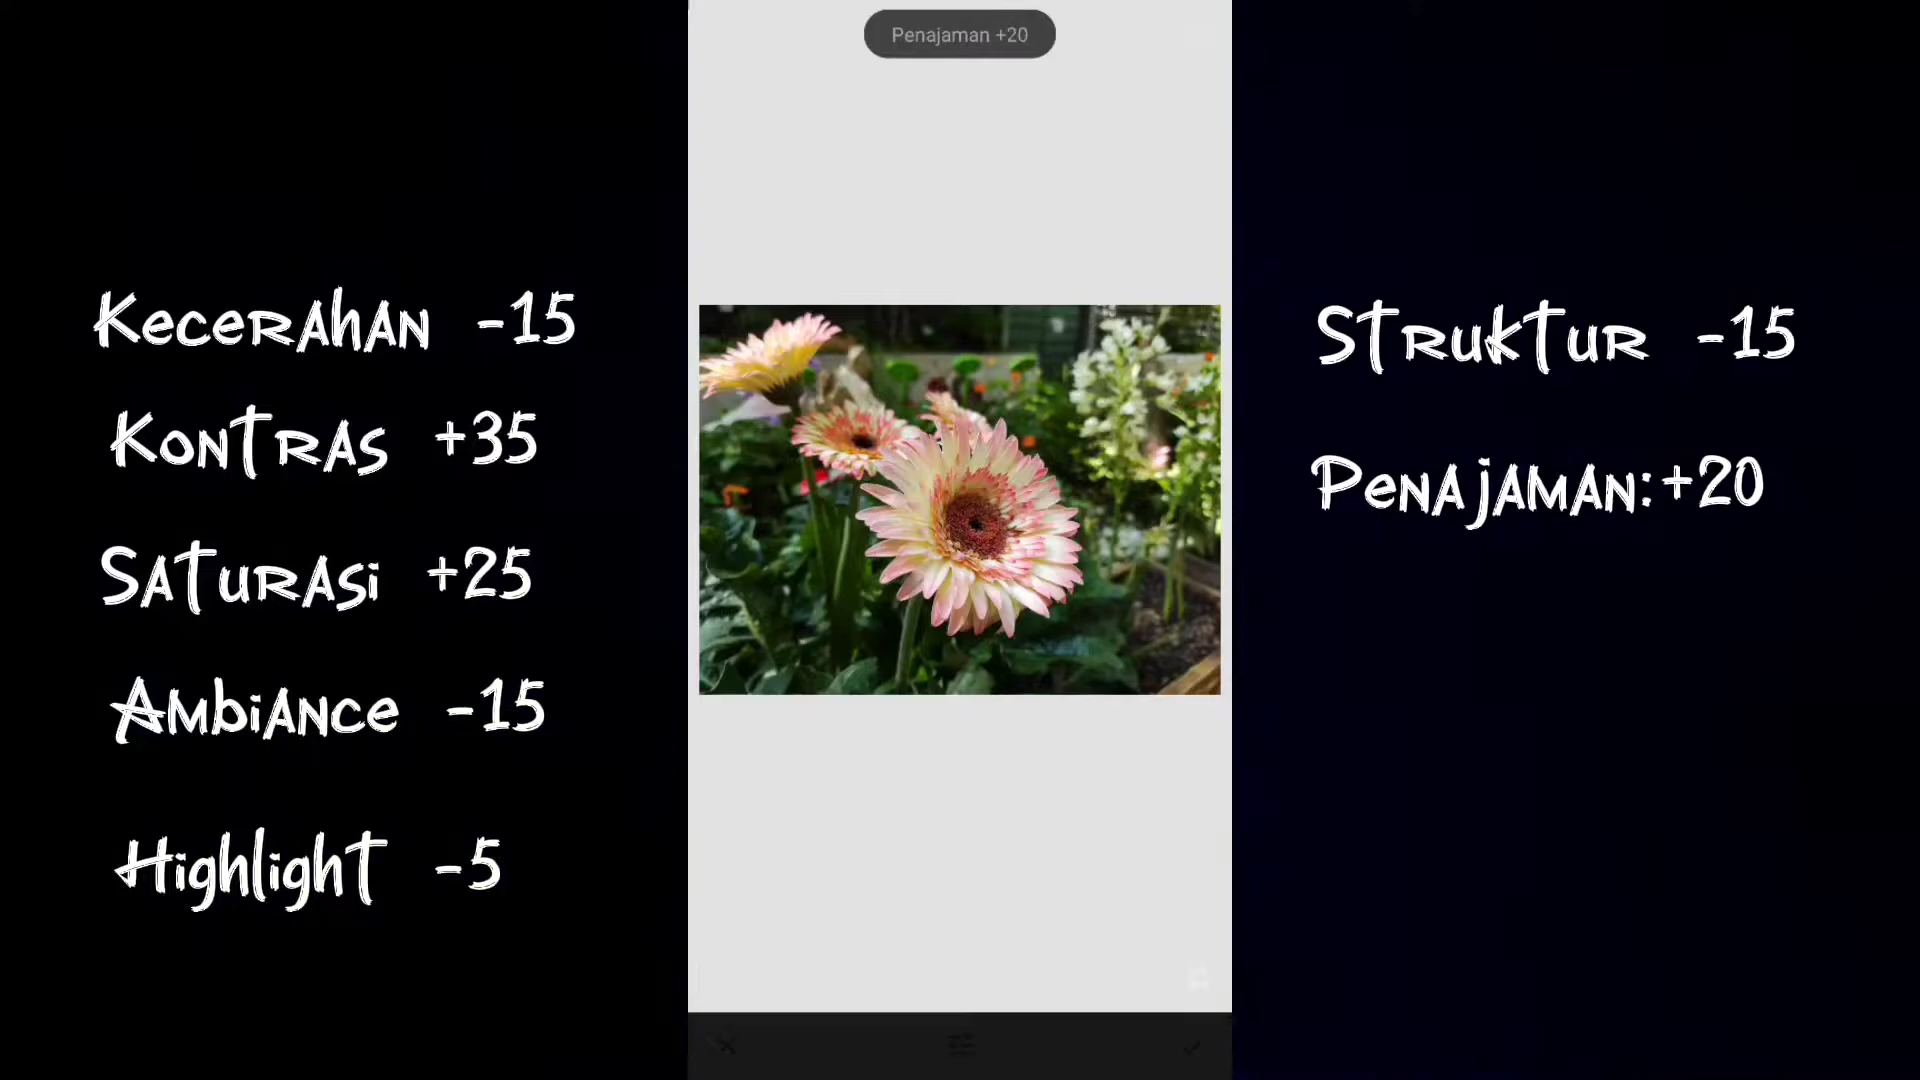 Penajaman +20
Kecerahan -15
Kontras +35
Saturasi +25
Ambiance -15
Highlight -5
Struktur -15
Penajaman:+20